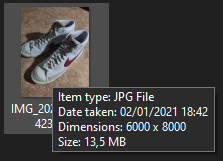 IMG_202
423
Item type: JPG File
Date taken: 02/01/2021 18:42
Dimensions: 6000 x 8000
Size: 13,5 MB